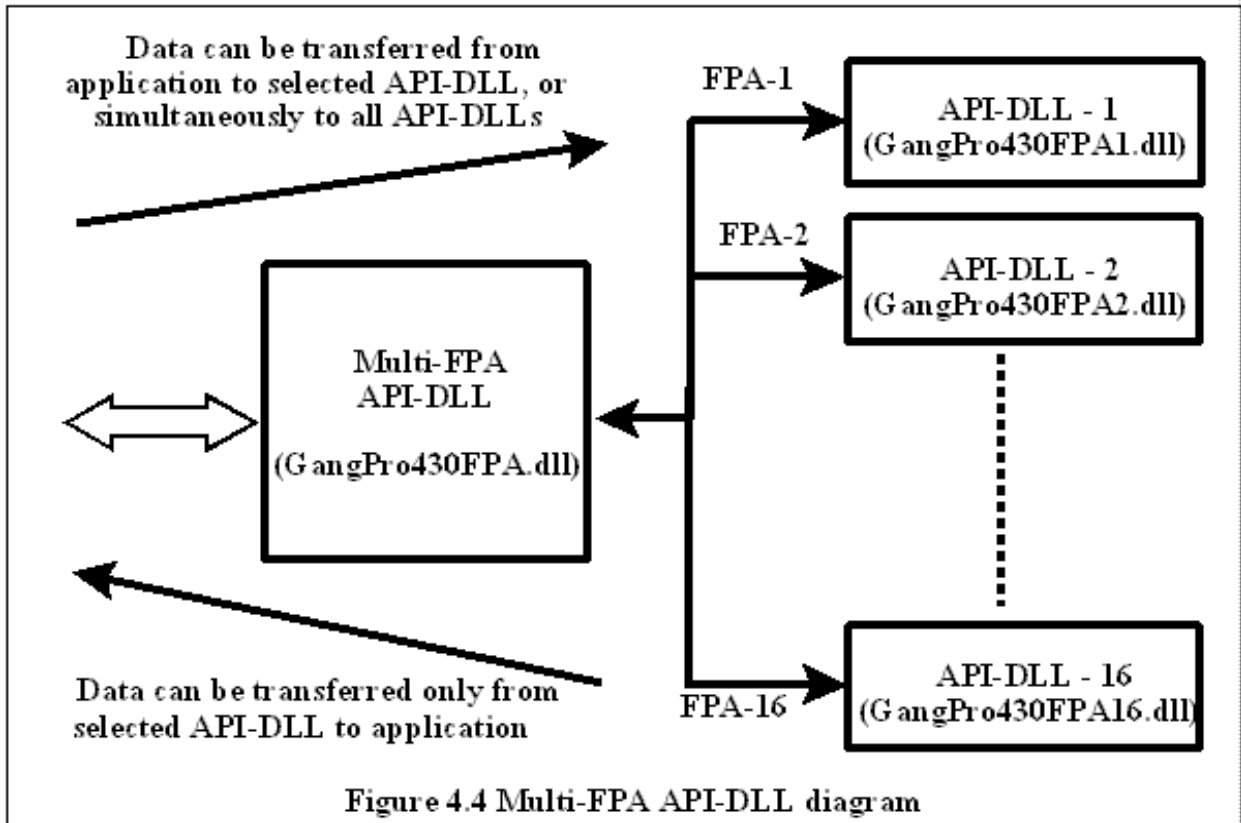 Data can be transferred from
application to selected API-DLL, or
simultaneously to all API-DLLs
FPA-1
API-DLL - 1
(GangPro430FPA1.dll)
FPA-2
API-DLL - 2
(GangPro430FPA2.dll)
Multi-FPA
API-DLL
(GangPro430FPA.dll)
Data can be transferred only from
selected API-DLL to application
FPA-16
API-DLL - 16
(GangPro430FPA16.dll)
Figure 4.4 Multi-FPA API-DLL diagram